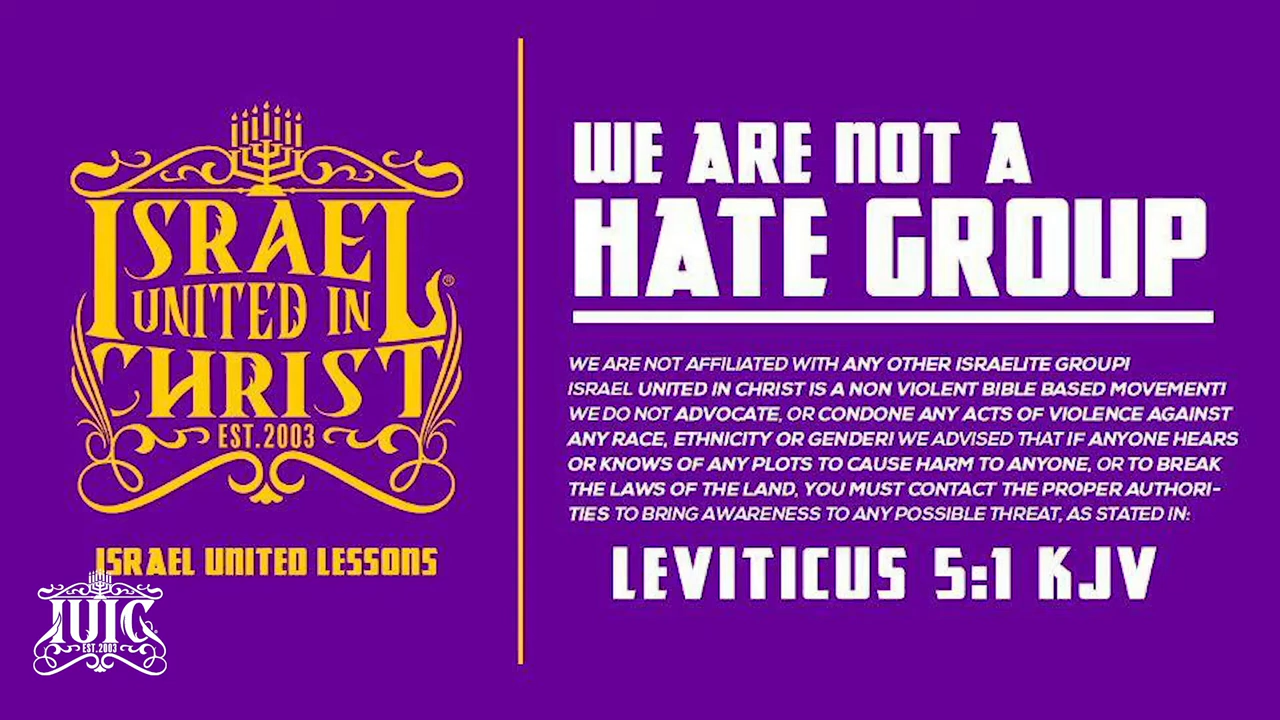 ISRAEL
UNITED IN
CHRIST
®
EST.2003
ISRAEL UNITED LESSONS
IUIC
EST.2003
WE ARE NOT A
HATE GROUP
WE ARE NOT AFFILIATED WITH ANY OTHER ISRAELITE GROUP!
ISRAEL UNITED IN CHRIST IS A NON VIOLENT BIBLE BASED MOVEMENT!
WE DO NOT ADVOCATE, OR CONDONE ANY ACTS OF VIOLENCE AGAINST
ANY RACE, ETHNICITY OR GENDER! WE ADVISED THAT IF ANYONE HEARS
OR KNOWS OF ANY PLOTS TO CAUSE HARM TO ANYONE, OR TO BREAK
THE LAWS OF THE LAND, YOU MUST CONTACT THE PROPER AUTHORI-
TIES TO BRING AWARENESS TO ANY POSSIBLE THREAT, AS STATED IN:
LEVITICUS 5:1 KJV